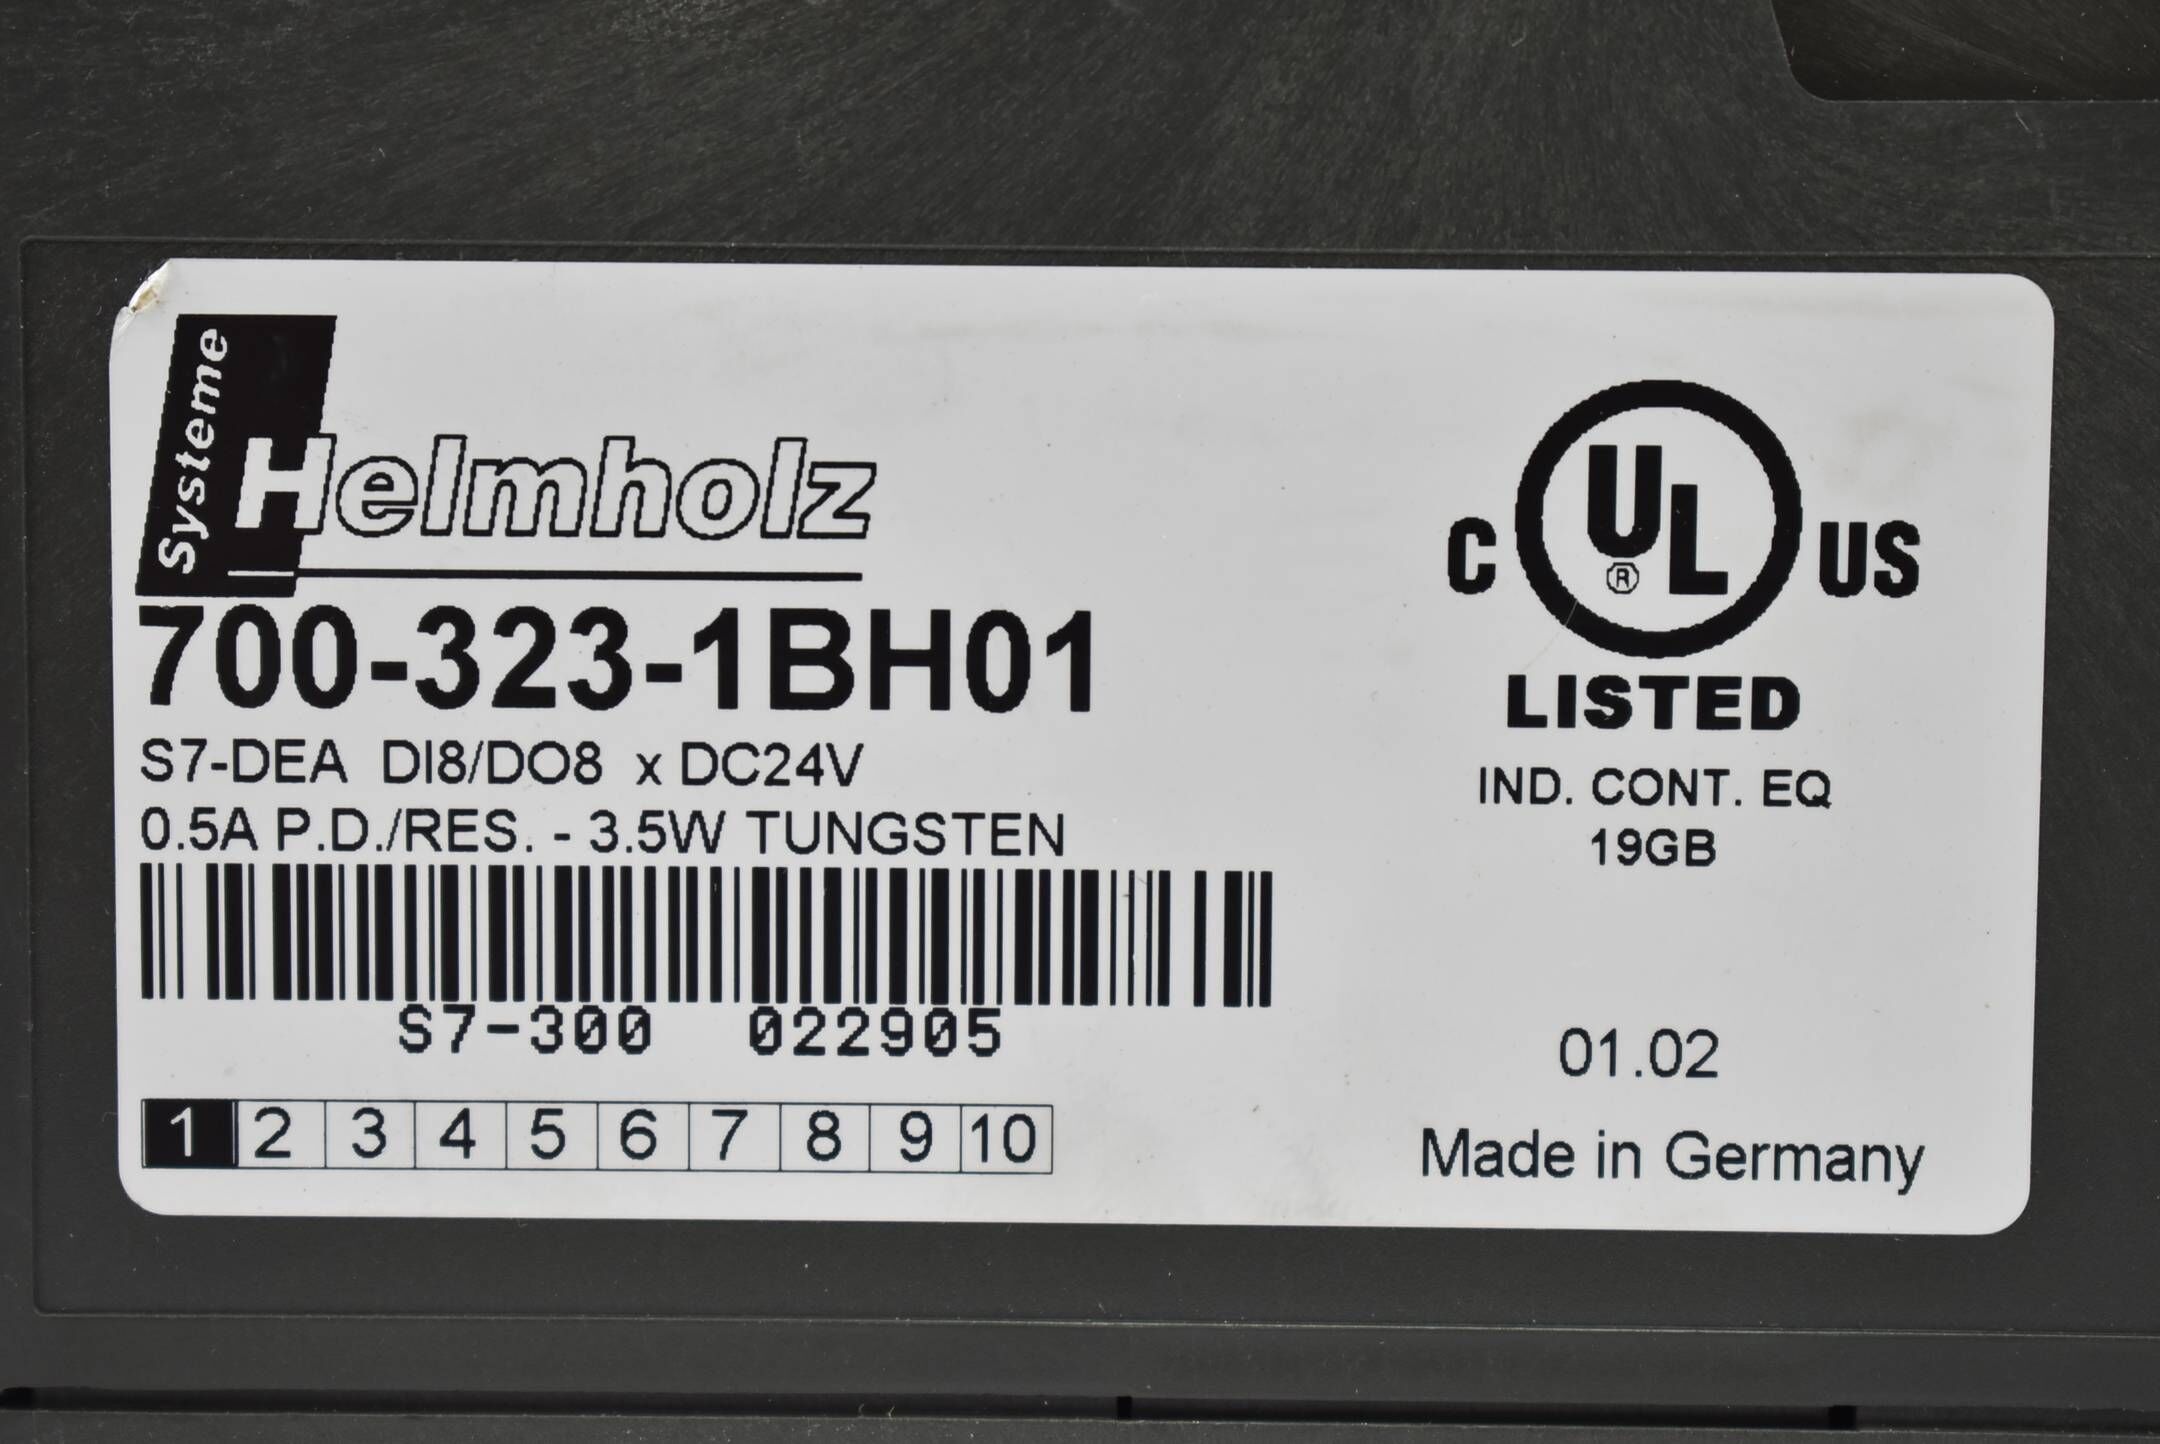 Systeme
Helmholz
700-323-1BH01
S7-DEA DI8/DO8 x DC24V
0.5A P.D./RES. - 3.5W TUNGSTEN
S7-300 022905
1 2 3 4 5 6 7 8 9 10
C UL US
®
LISTED
IND. CONT. EQ
19GB
01.02
Made in Germany